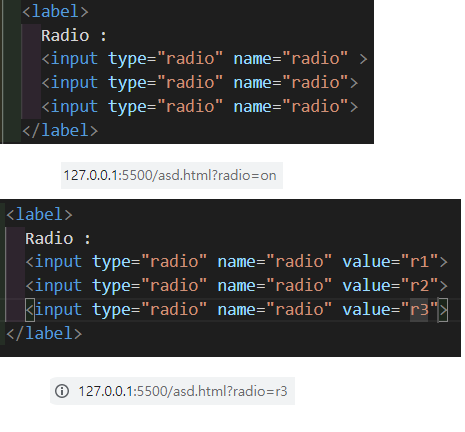 <label>
Radio :
<input type="radio" name="radio" >
<input type="radio" name="radio">
<input type="radio" name="radio">
</label>
127.0.0.1:5500/asd.html?radio=on
<label>
Radio :
<input type="radio" name="radio" value="r1">
<input type="radio" name="radio" value="r2">
<input type="radio" name="radio" value="r3">
</label>
127.0.0.1:5500/asd.html?radio=r3